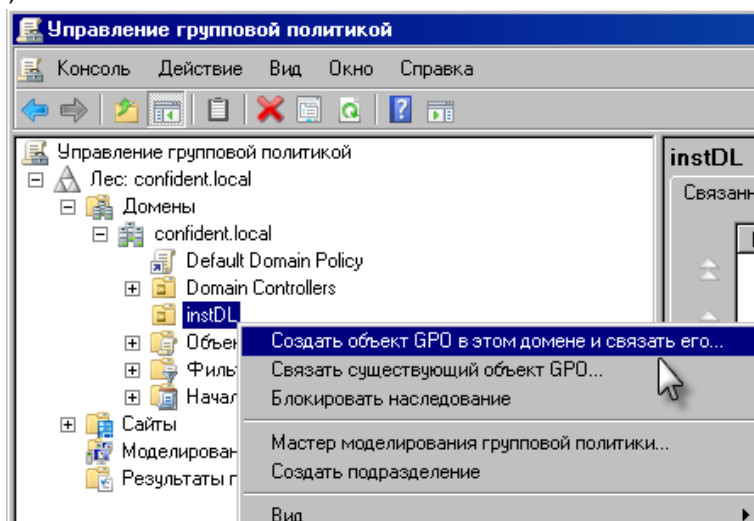 )
Управление групповой политикой
Консоль Действие Вид Окно Справка
Управление групповой политикой
Лес: confident.local
Домены
confident.local
Default Domain Policy
Domain Controllers
instDL
Сайты
instDL
Создать объект GPO в этом домене и связать его...
Связать существующий объект GPO...
Блокировать наследование
Мастер моделирования групповой политики...
Создать подразделение
Вид